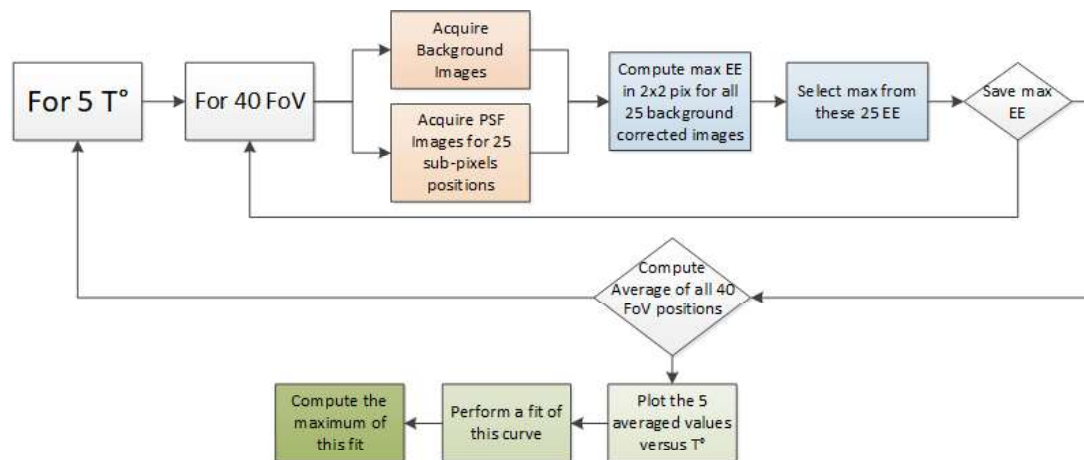 For 5 T°
For 40 FoV
Acquire
Background
Images
Acquire PSF
Images for 25
sub-pixels
positions
Compute max EE
in 2x2 pix for all
25 background
corrected images
Select max from
these 25 EE
Save max
EE
Compute
Average of all 40
FoV positions
Compute the
maximum of
this fit
Perform a fit of
this curve
Plot the 5
averaged values
versus T°